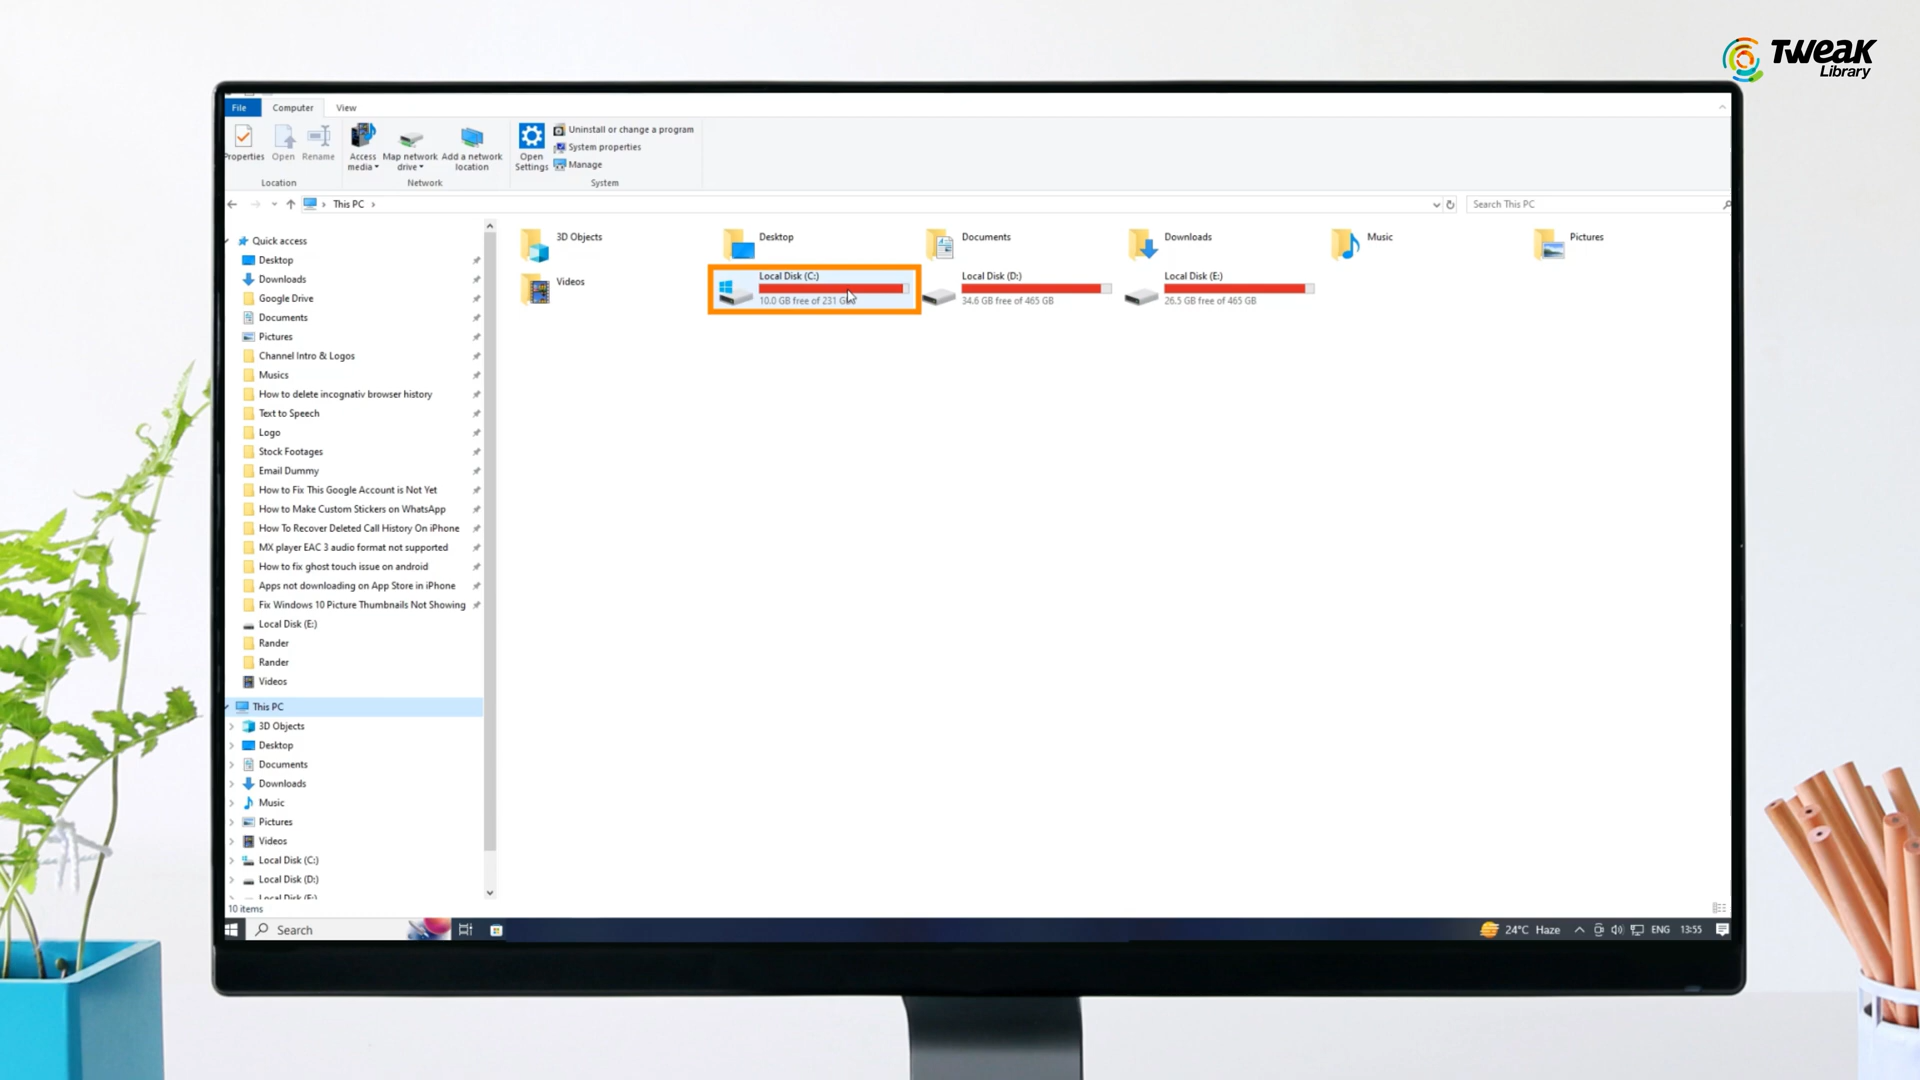 TWEAK
Library
File
Computer
View
Properties
Open
Rename
Access
media
Map network
drive
Add a network
location
Open
Settings
Uninstall or change a program
System properties
Manage
Location
Network
System
This PC
Search This PC
Quick access
Desktop
Downloads
Google Drive
Documents
Pictures
Channel Intro & Logos
Musics
How to delete incognativ browser history
Text to Speech
Logo
Stock Footages
Email Dummy
How to Fix This Google Account is Not Yet
How to Make Custom Stickers on WhatsApp
How To Recover Deleted Call History On iPhone
MX player EAC 3 audio format not supported
How to fix ghost touch issue on android
Apps not downloading on App Store in iPhone
Fix Windows 10 Picture Thumbnails Not Showing
Local Disk (E:)
Rander
Rander
Videos
This PC
3D Objects
Desktop
Documents
Downloads
Music
Pictures
Videos
Local Disk (C:)
Local Disk (D:)
Local Disk (E:)
3D Objects
Desktop
Documents
Downloads
Music
Pictures
Videos
Local Disk (C:)
10.0 GB free of 231 GB
Local Disk (D:)
34.6 GB free of 465 GB
Local Disk (E:)
26.5 GB free of 465 GB
10 items
Search
24°C Haze
ENG
13:55